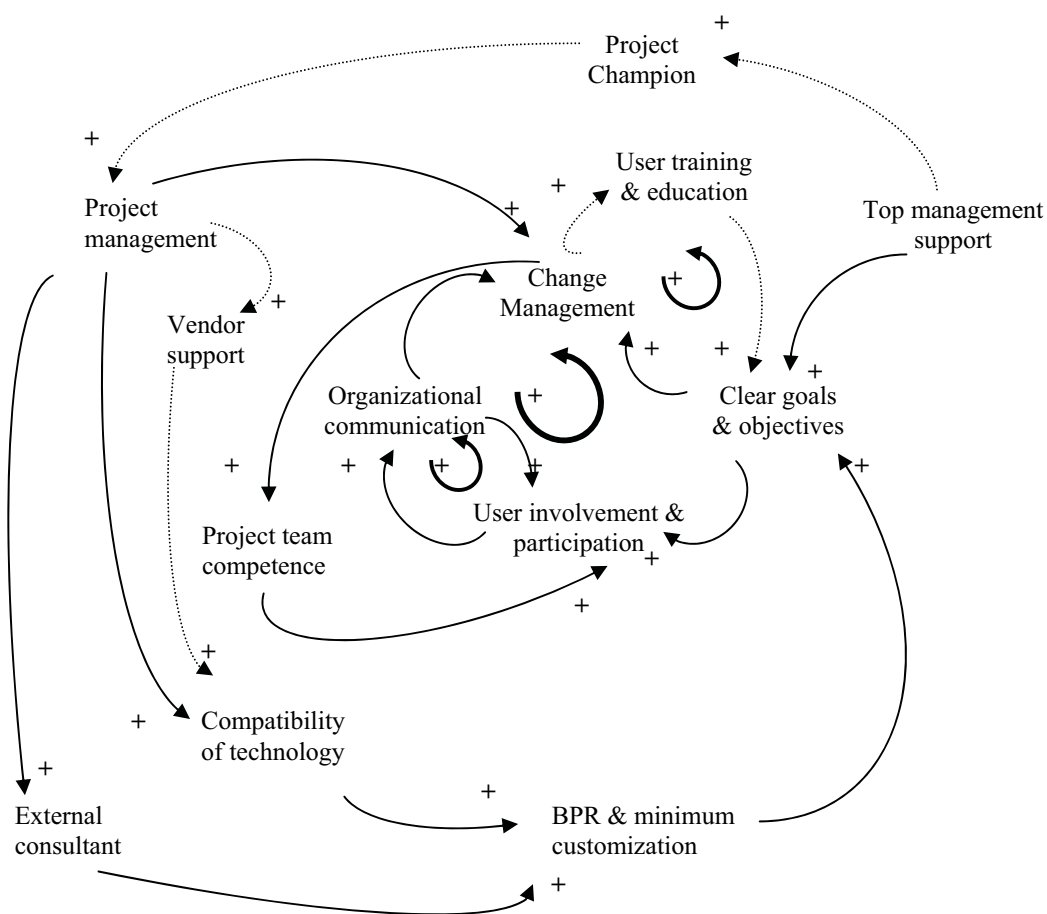 +
Project
Champion
+
User training
& education
+
Project
management
+
Top management
support
Change
Management
+
+
Vendor
support
+
+
+
Organizational
communication
+
Clear goals
& objectives
+
+
+
+
+
User involvement &
participation
Project team
competence
+
+
+
Compatibility
of technology
+
+
External
consultant
+
BPR & minimum
customization
+